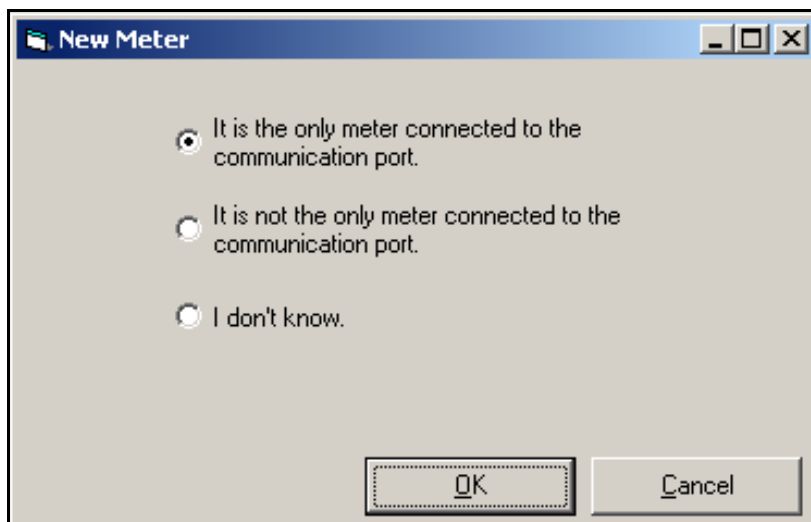 New Meter
It is the only meter connected to the
communication port.
It is not the only meter connected to the
communication port.
I don't know.
OK
Cancel